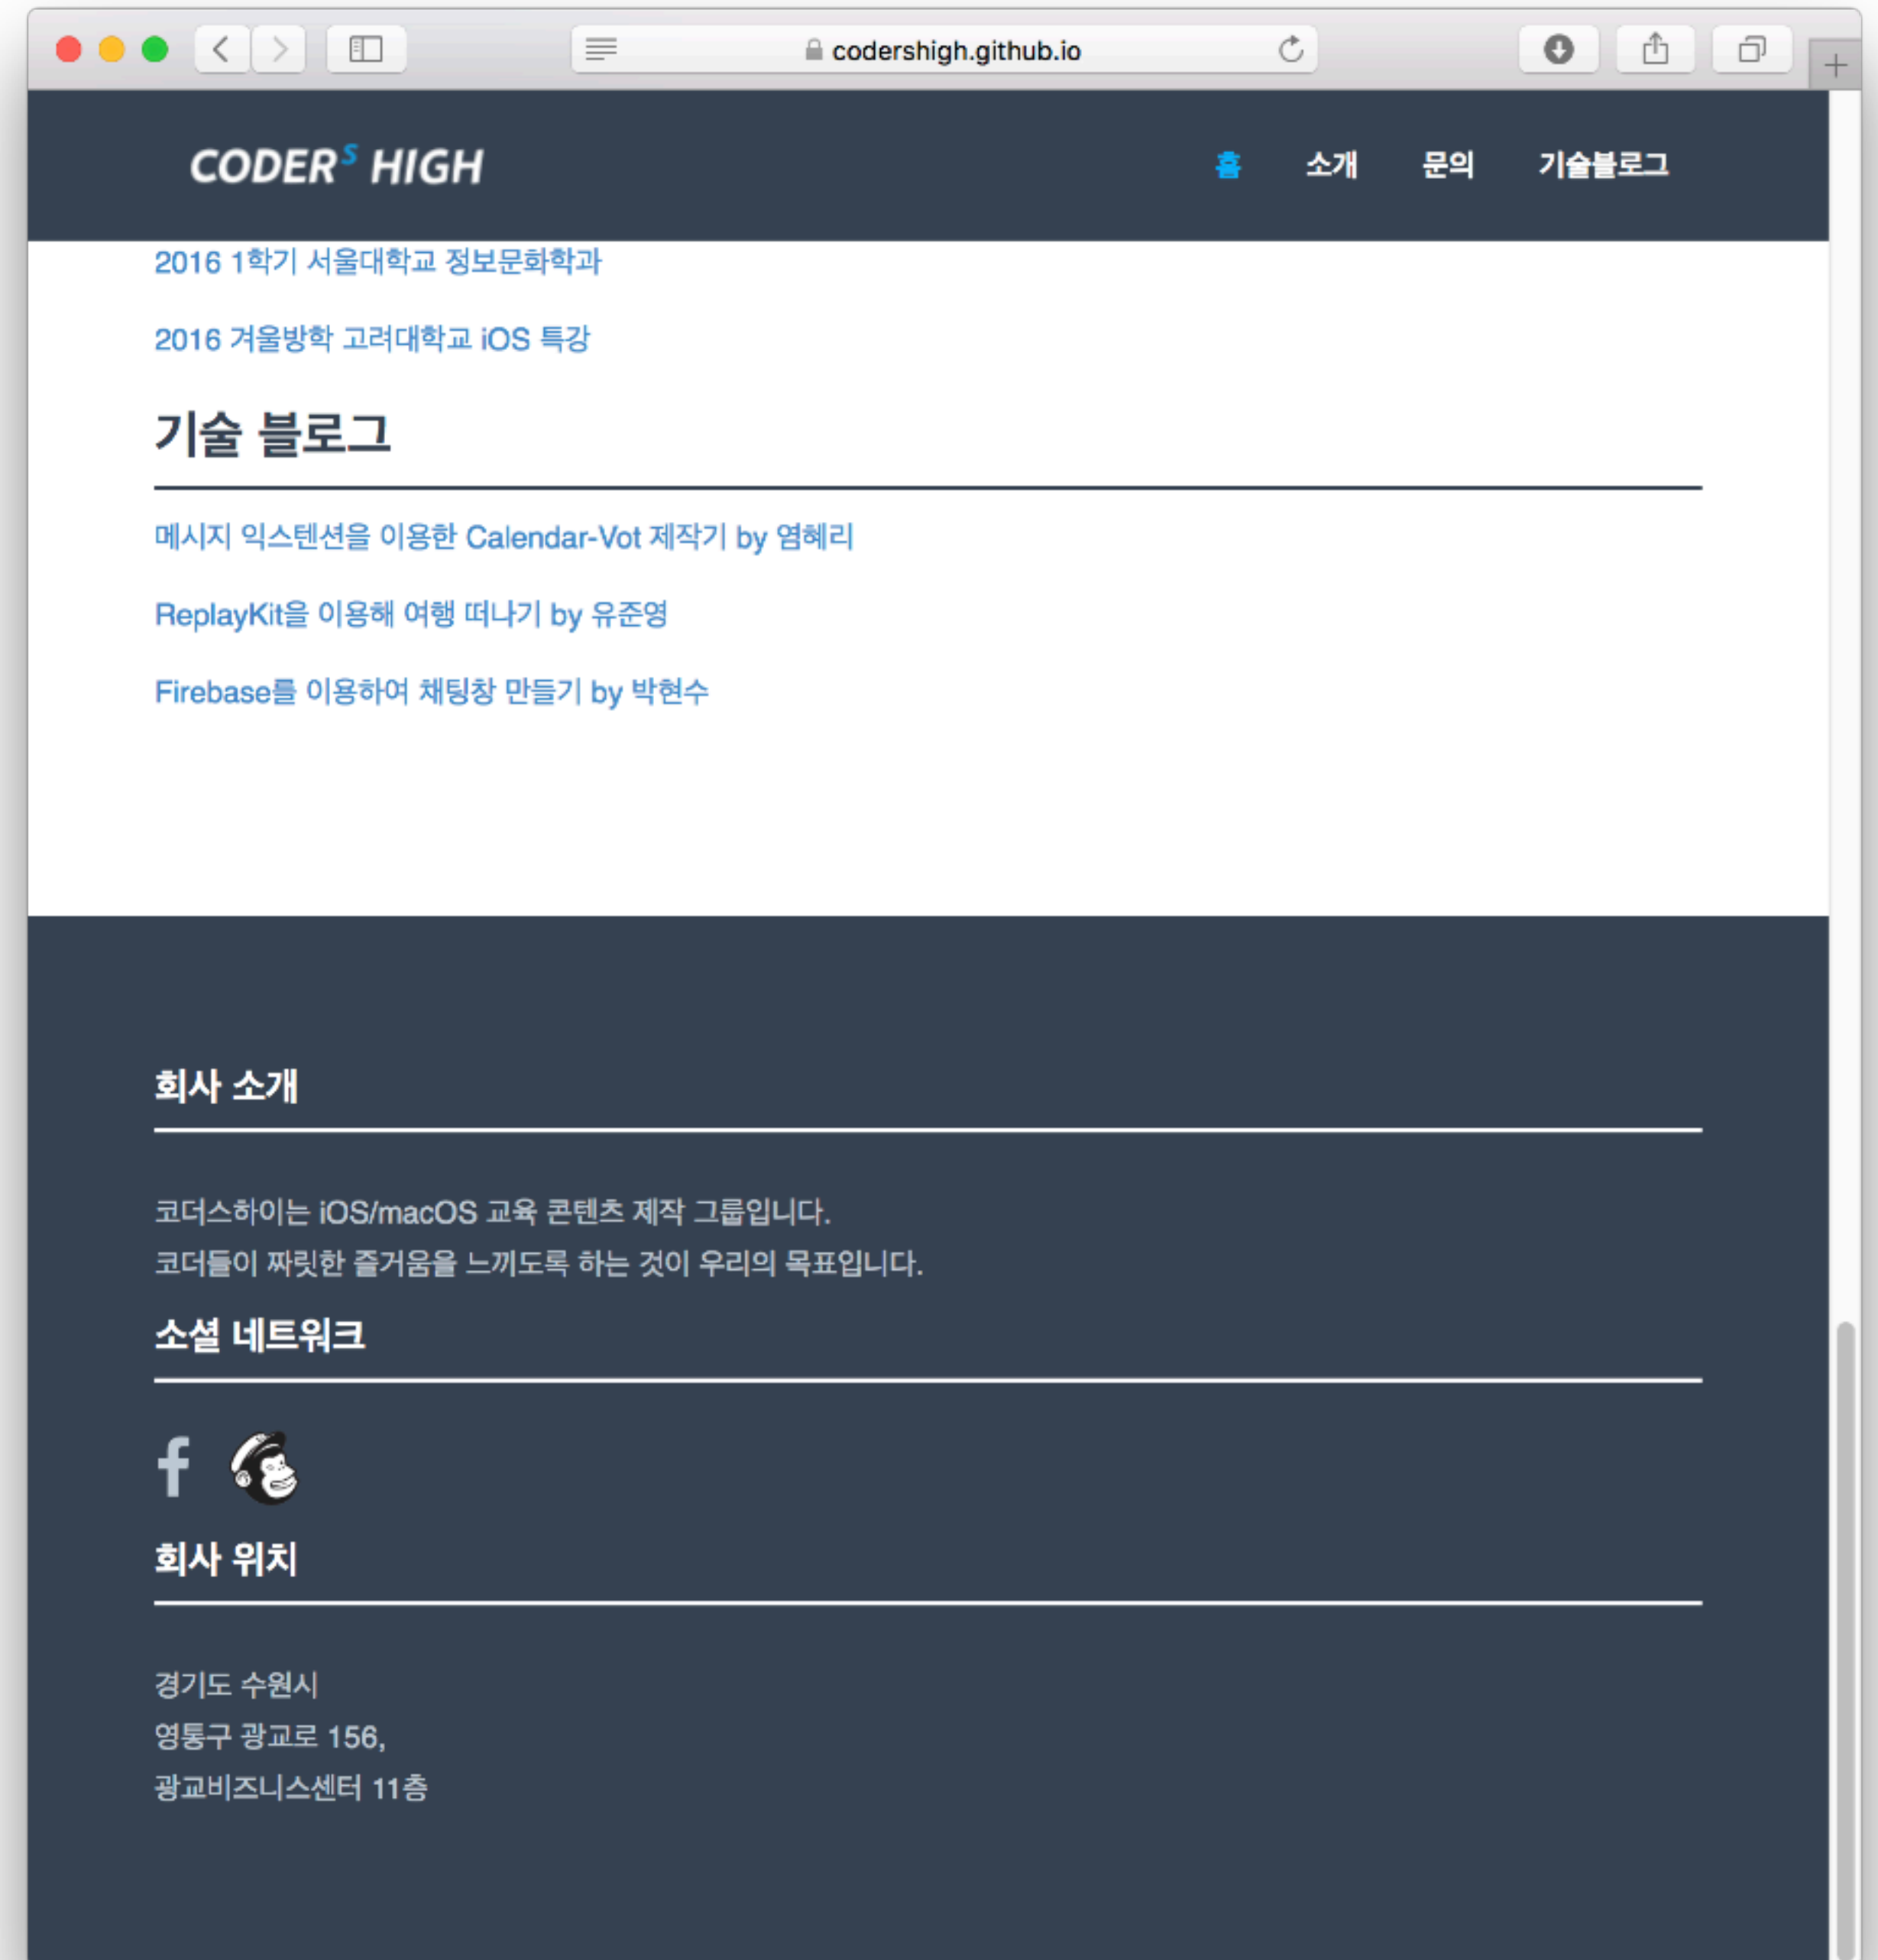 codershigh.github.io
CODERS HIGH
홈 소개 문의 기술블로그
2016 1학기 서울대학교 정보문화학과
2016 겨울방학 고려대학교 iOS 특강
기술 블로그
메시지 익스텐션을 이용한 Calendar-Vot 제작기 by 염혜리
ReplayKit을 이용해 여행 떠나기 by 유준영
Firebase를 이용하여 채팅창 만들기 by 박현수
회사 소개
코더스하이는 iOS/macOS 교육 콘텐츠 제작 그룹입니다.
코더들이 짜릿한 즐거움을 느끼도록 하는 것이 우리의 목표입니다.
소셜 네트워크
회사 위치
경기도 수원시
영통구 광교로 156,
광교비즈니스센터 11층